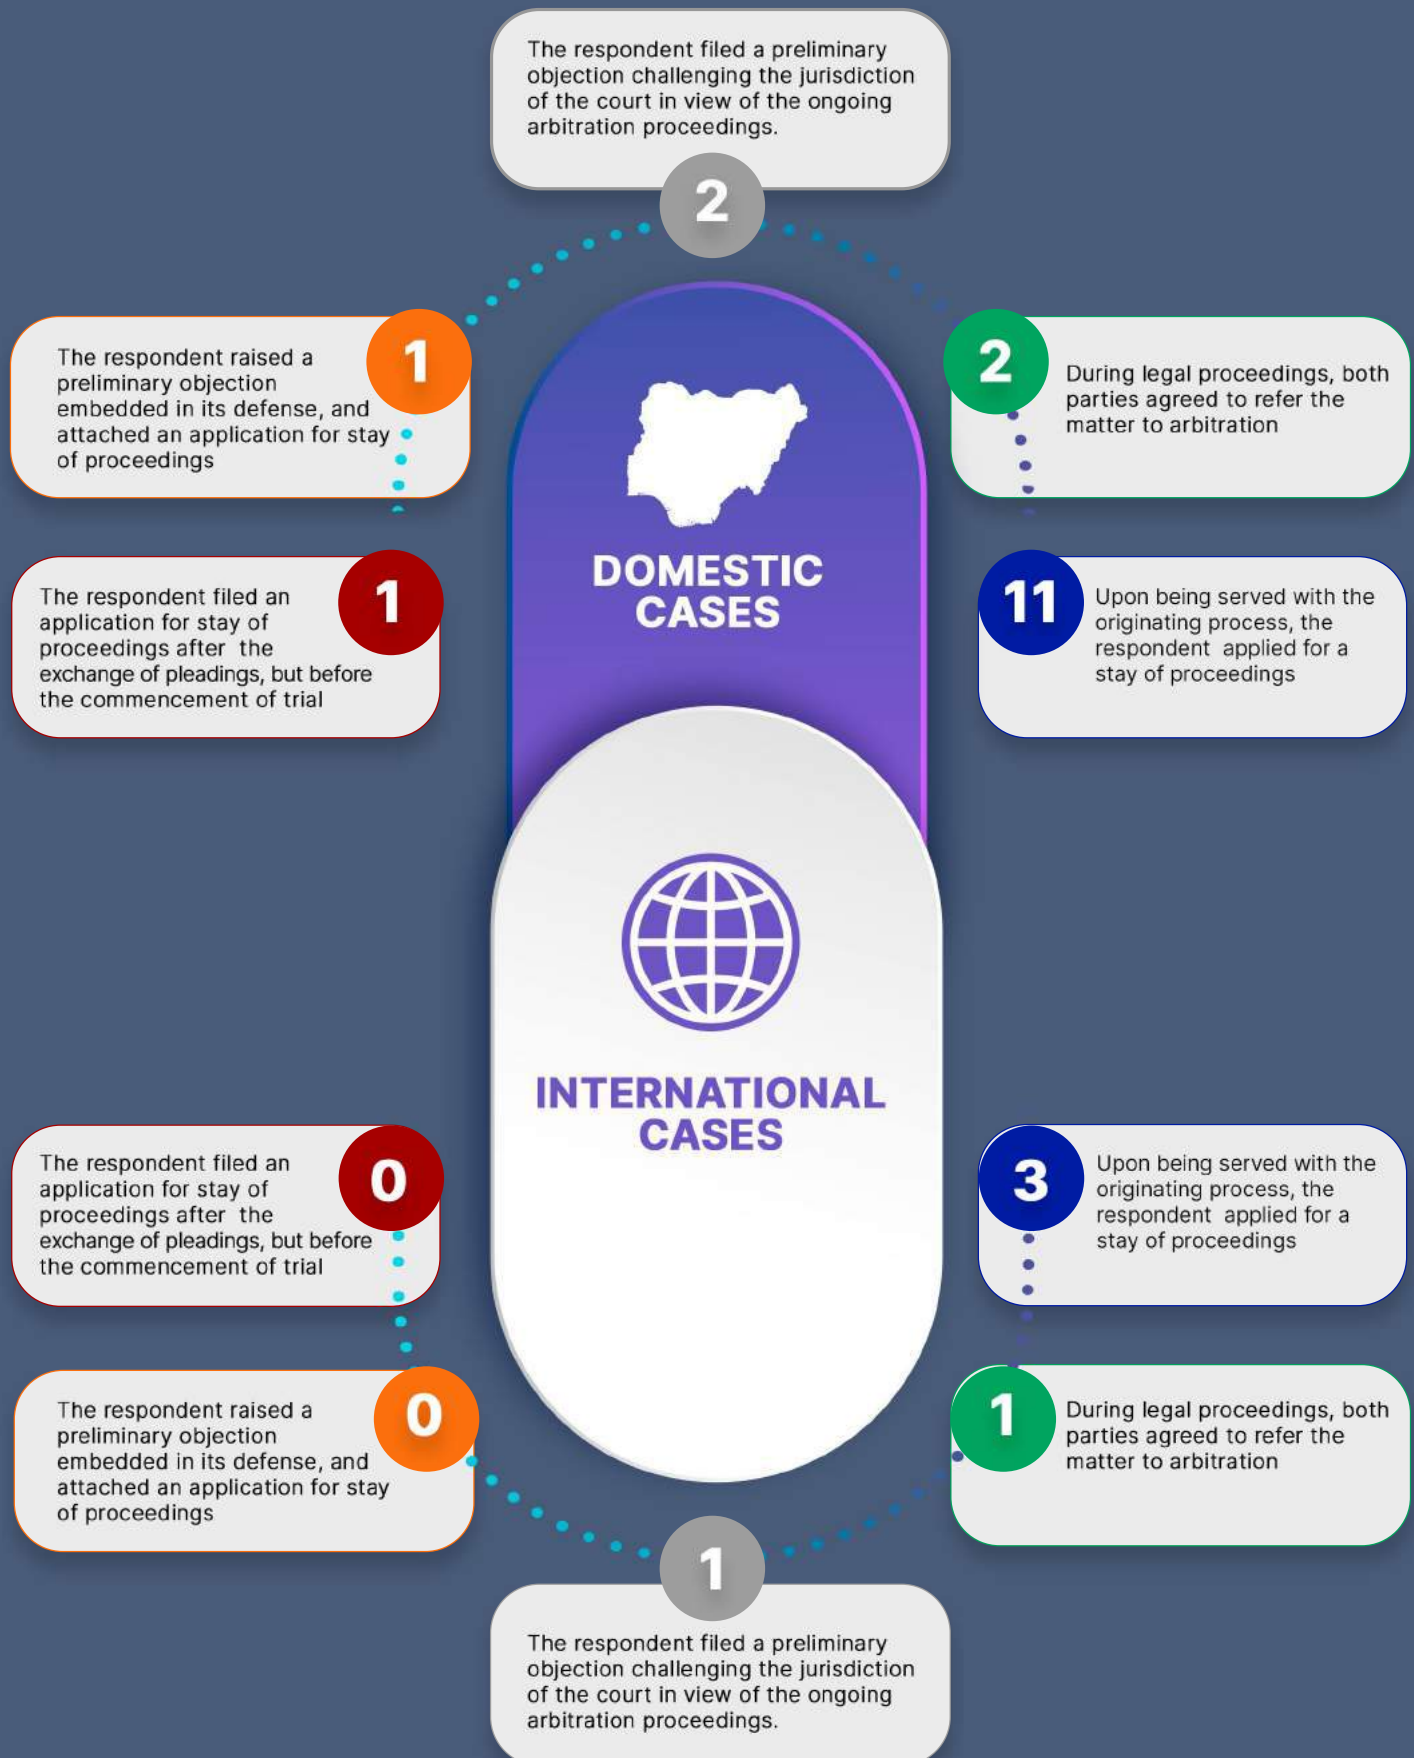 The respondent filed a preliminary
objection challenging the jurisdiction
of the court in view of the ongoing
arbitration proceedings.
2
The respondent raised a
preliminary objection
embedded in its defense, and
attached an application for stay
of proceedings
1
2
During legal proceedings, both
parties agreed to refer the
matter to arbitration
The respondent filed an
application for stay of
proceedings after the
exchange of pleadings, but before
the commencement of trial
1
DOMESTIC
CASES
11
Upon being served with the
originating process, the
respondent applied for a
stay of proceedings
INTERNATIONAL
CASES
The respondent filed an
application for stay of
proceedings after the
exchange of pleadings, but before
the commencement of trial
0
3
Upon being served with the
originating process, the
respondent applied for a
stay of proceedings
The respondent raised a
preliminary objection
embedded in its defense, and
attached an application for stay
of proceedings
0
1
During legal proceedings, both
parties agreed to refer the
matter to arbitration
1
The respondent filed a preliminary
objection challenging the jurisdiction
of the court in view of the ongoing
arbitration proceedings.